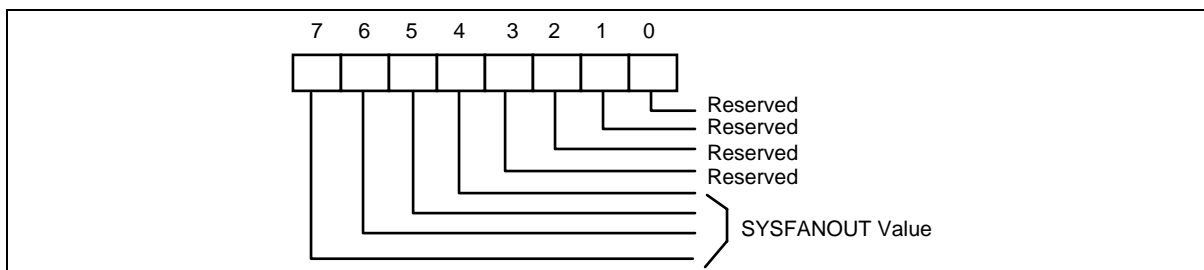 7 6 5 4 3 2 1 0
Reserved
Reserved
Reserved
Reserved
SYSFANOUT Value